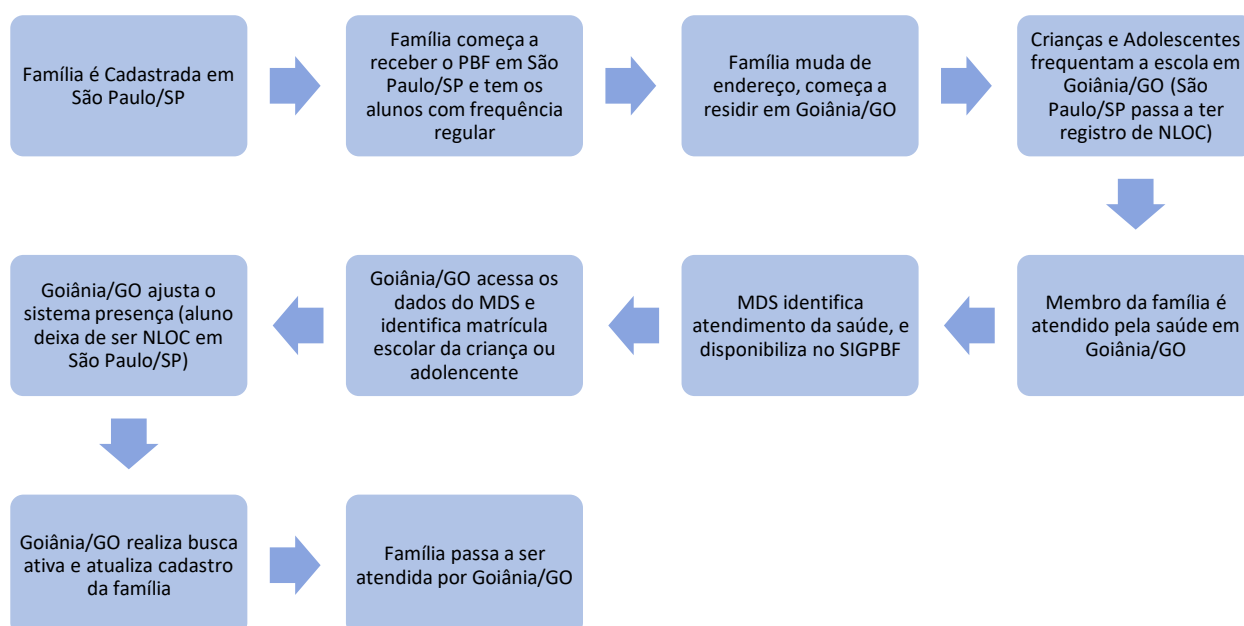 Família é Cadastrada em
São Paulo/SP
Família começa a
receber o PBF em São
Paulo/SP e tem os
alunos com frequência
regular
Família muda de
endereço, começa a
residir em Goiânia/GO
Crianças e Adolescentes
frequentam a escola em
Goiânia/GO (São
Paulo/SP passa a ter
registro de NLOC)
Membro da família é
atendido pela saúde em
Goiânia/GO
MDS identifica
atendimento da saúde, e
disponibiliza no SIGPBF
Goiânia/GO acessa os
dados do MDS e
identifica matrícula
escolar da criança ou
adolencente
Goiânia/GO ajusta o
sistema presença (aluno
deixa de ser NLOC em
São Paulo/SP)
Goiânia/GO realiza busca
ativa e atualiza cadastro
da família
Família passa a ser
atendida por Goiânia/GO